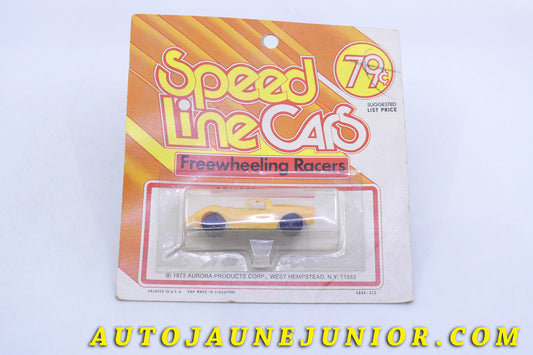 Speed
Line Cars
79¢
SUGGESTED
LIST PRICE
Freewheeling Racers
© 1973 AURORA PRODUCTS CORP., WEST HEMPSTEAD, N.Y. 11552
PRINTED IN U.S.A. CAR MADE IN SINGAPORE
AUTOJAUNEJUNIOR.COM